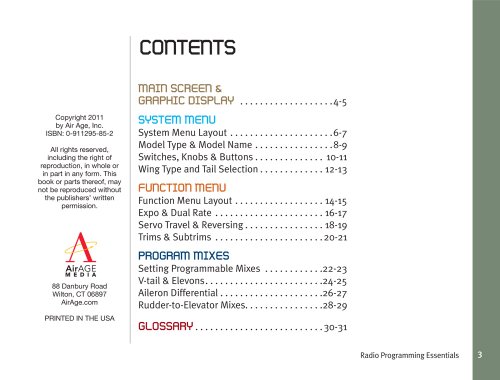 CONTENTS
Copyright 2011
by Air Age, Inc.
ISBN: 0-911295-85-2
All rights reserved,
including the right of
reproduction, in whole or
in part in any form. This
book or parts thereof, may
not be reproduced without
the publishers' written
permission.
AirAGE
MEDIA
88 Danbury Road
Wilton, CT 06897
AirAge.com
PRINTED IN THE USA
MAIN SCREEN &
GRAPHIC DISPLAY . . . . . . . . . . . . . . . . . . . 4-5
SYSTEM MENU
System Menu Layout . . . . . . . . . . . . . . . . . . . . . 6-7
Model Type & Model Name . . . . . . . . . . . . . . . . 8-9
Switches, Knobs & Buttons . . . . . . . . . . . . . . 10-11
Wing Type and Tail Selection . . . . . . . . . . . . . 12-13
FUNCTION MENU
Function Menu Layout . . . . . . . . . . . . . . . . . . 14-15
Expo & Dual Rate . . . . . . . . . . . . . . . . . . . . . . 16-17
Servo Travel & Reversing . . . . . . . . . . . . . . . . 18-19
Trims & Subtrims . . . . . . . . . . . . . . . . . . . . . . 20-21
PROGRAM MIXES
Setting Programmable Mixes . . . . . . . . . . . . 22-23
V-tail & Elevons. . . . . . . . . . . . . . . . . . . . . . . . 24-25
Aileron Differential . . . . . . . . . . . . . . . . . . . . . 26-27
Rudder-to-Elevator Mixes. . . . . . . . . . . . . . . . 28-29
GLOSSARY . . . . . . . . . . . . . . . . . . . . . . . . . . 30-31
Radio Programming Essentials 3